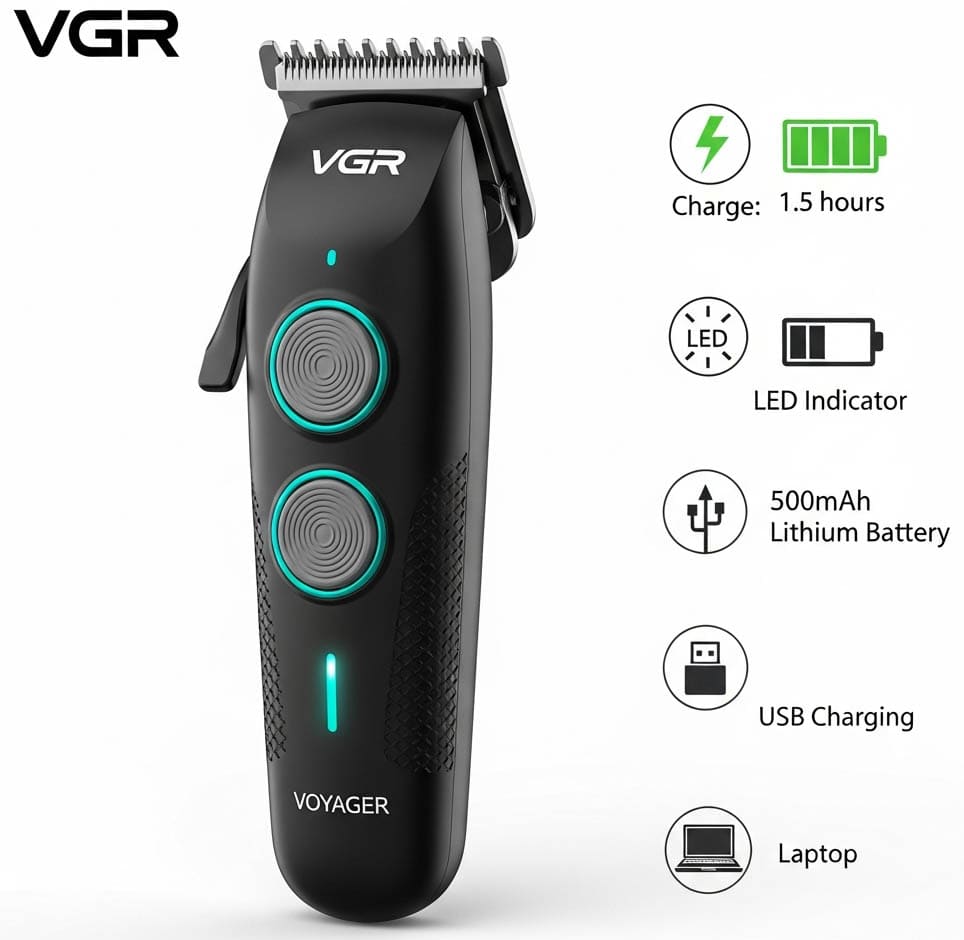 VGR
VGR
VOYAGER
Charge: 1.5 hours
LED
LED Indicator
500mAh
Lithium Battery
USB Charging
Laptop